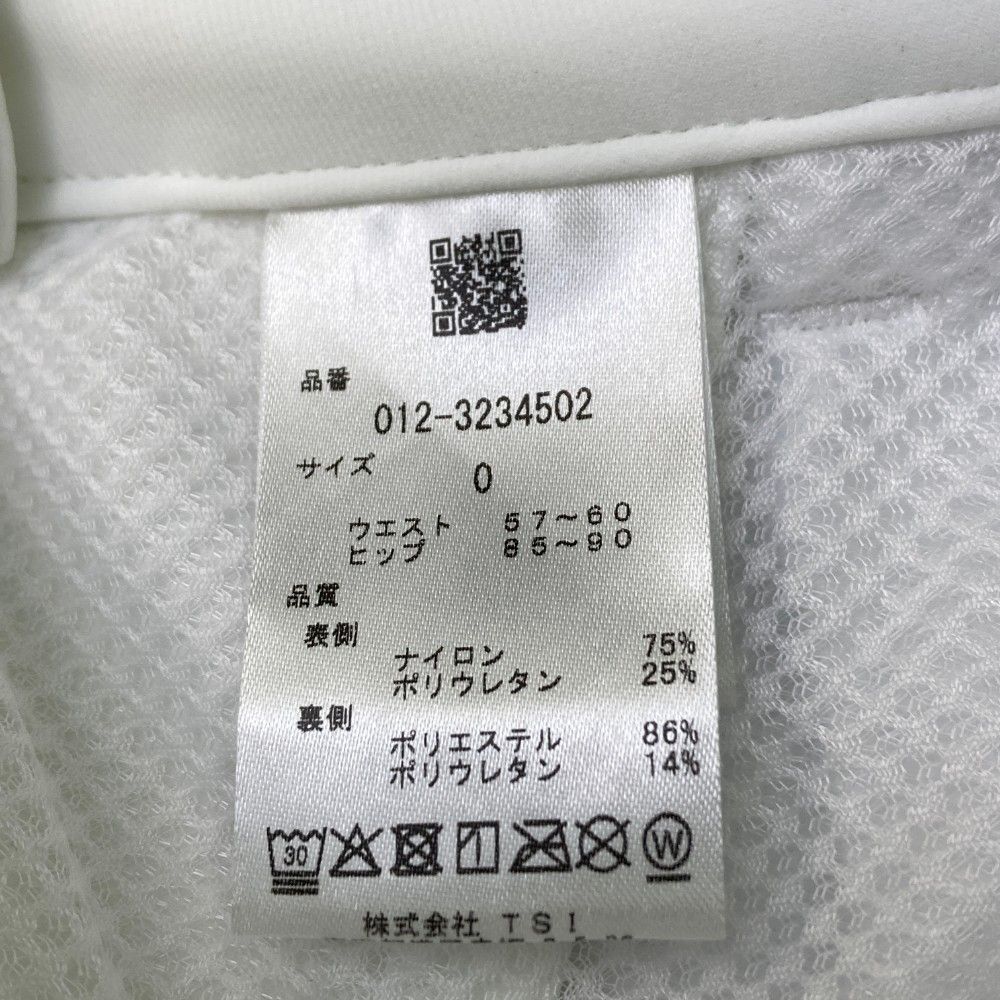 品番
012-3234502
サイズ 0
ウエスト 57〜60
ヒップ 85〜90
品質
表側
ナイロン 75%
ポリウレタン 25%
裏側
ポリエステル 86%
ポリウレタン 14%
30 W
株式会社 TSI